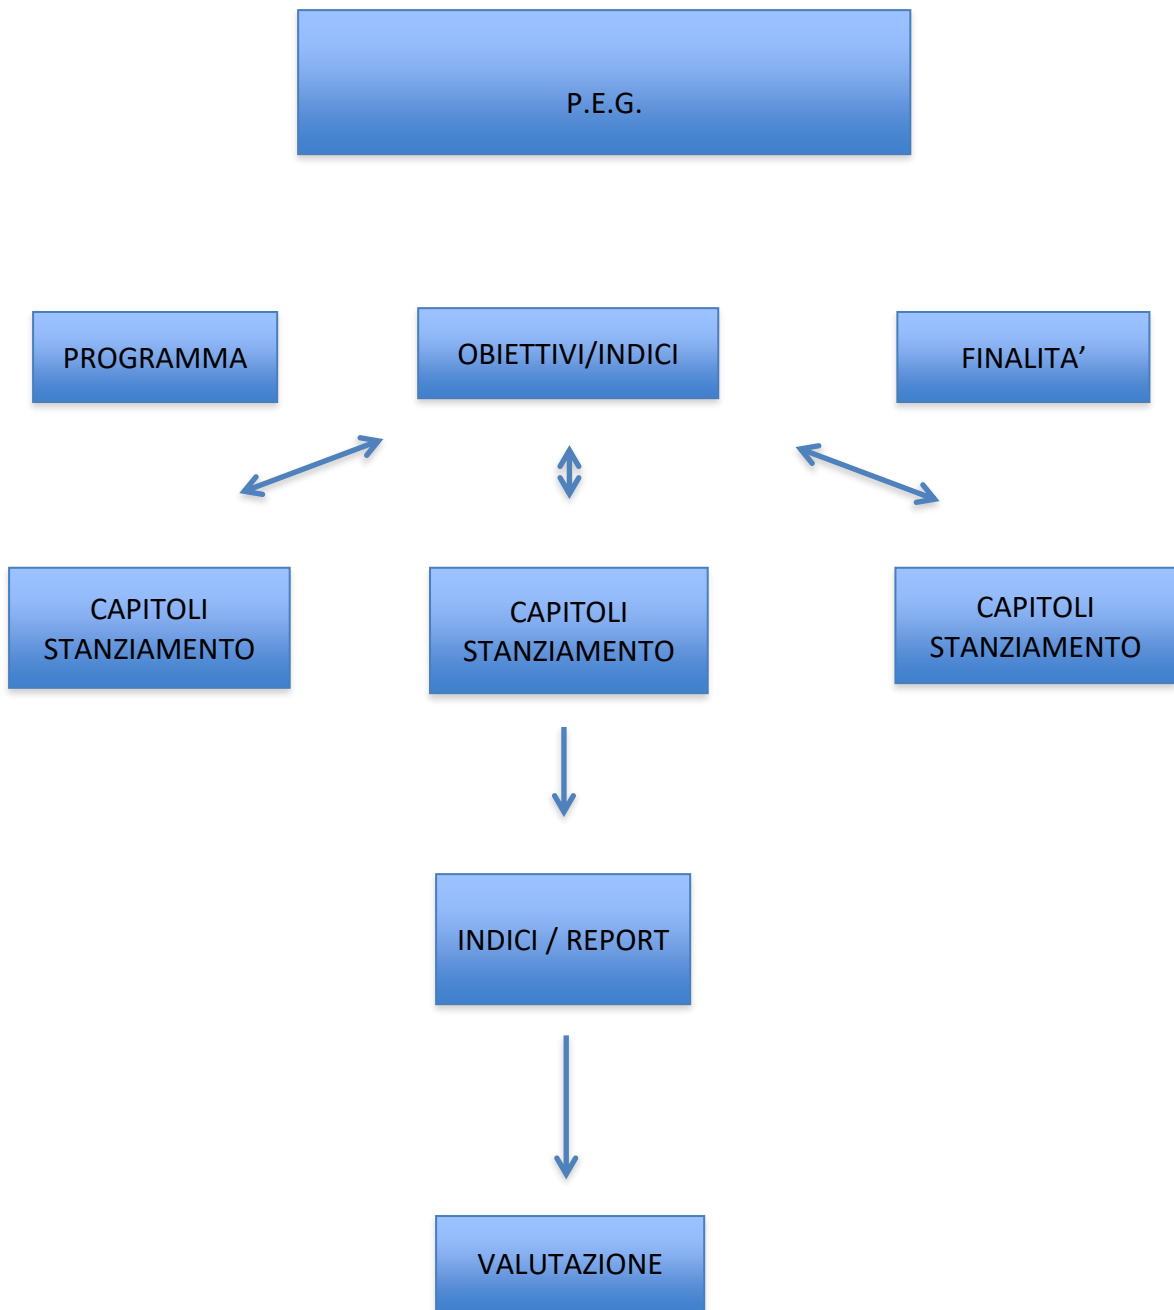 P.E.G.
PROGRAMMA
OBIETTIVI/INDICI
FINALITA’
CAPITOLI
STANZIAMENTO
CAPITOLI
STANZIAMENTO
CAPITOLI
STANZIAMENTO
INDICI / REPORT
VALUTAZIONE